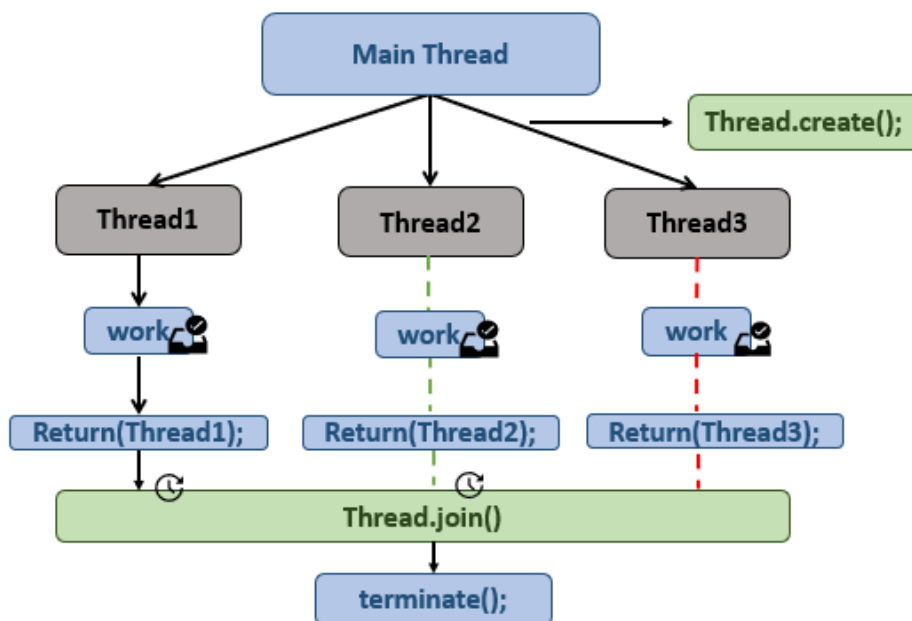 Main Thread
Thread.create();
Thread1
Thread2
Thread3
work
work
work
Return(Thread1);
Return(Thread2);
Return(Thread3);
Thread.join()
terminate();